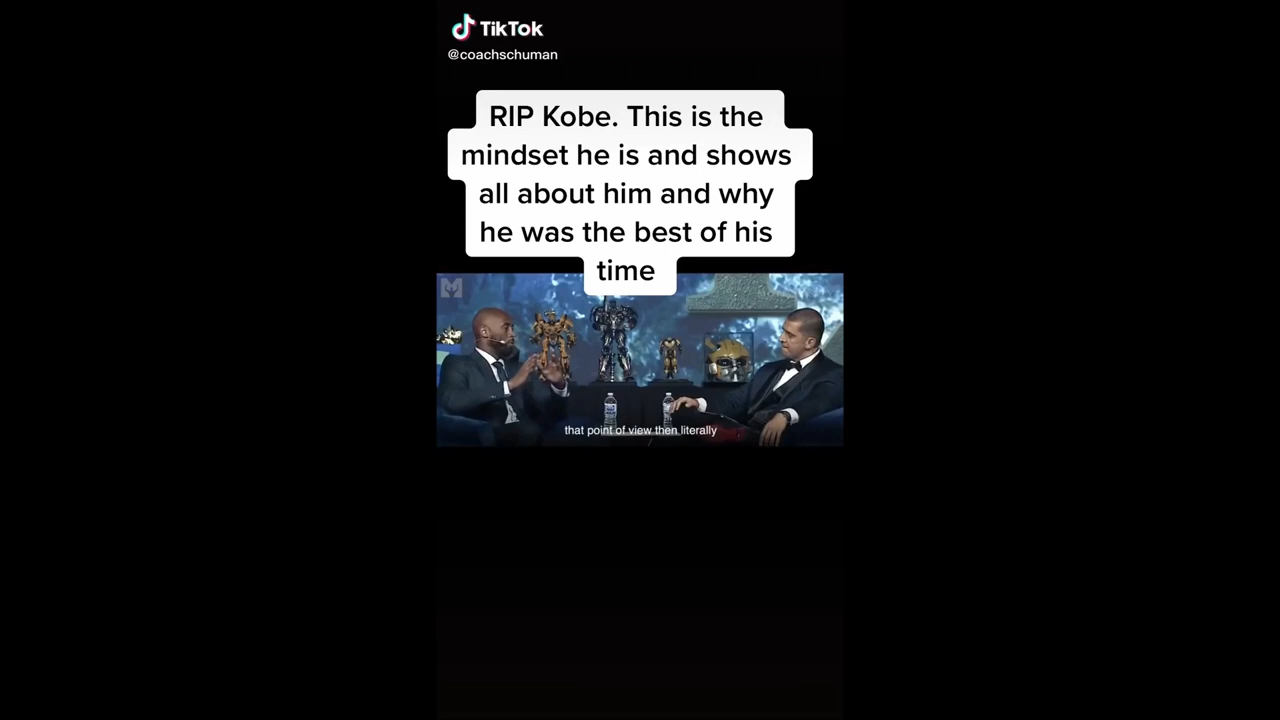 TikTok
@coachschuman
RIP Kobe. This is the
mindset he is and shows
all about him and why
he was the best of his
time
that point of view then literally